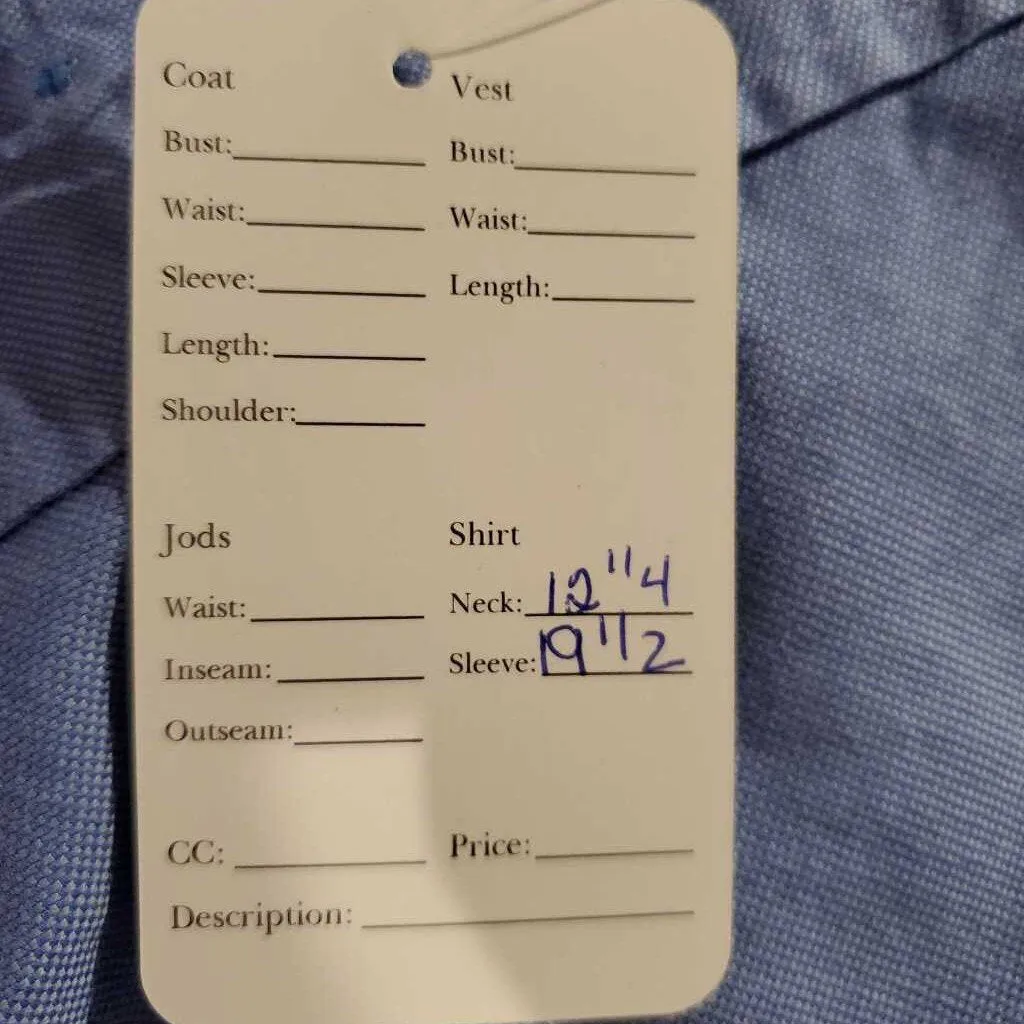 Coat
Bust:
Waist:
Sleeve:
Length:
Shoulder:
Vest
Bust:
Waist:
Length:
Jods
Waist:
Inseam:
Outseam:
Shirt
Neck: 12 1/4
Sleeve: 19 1/2
CC:
Price:
Description: